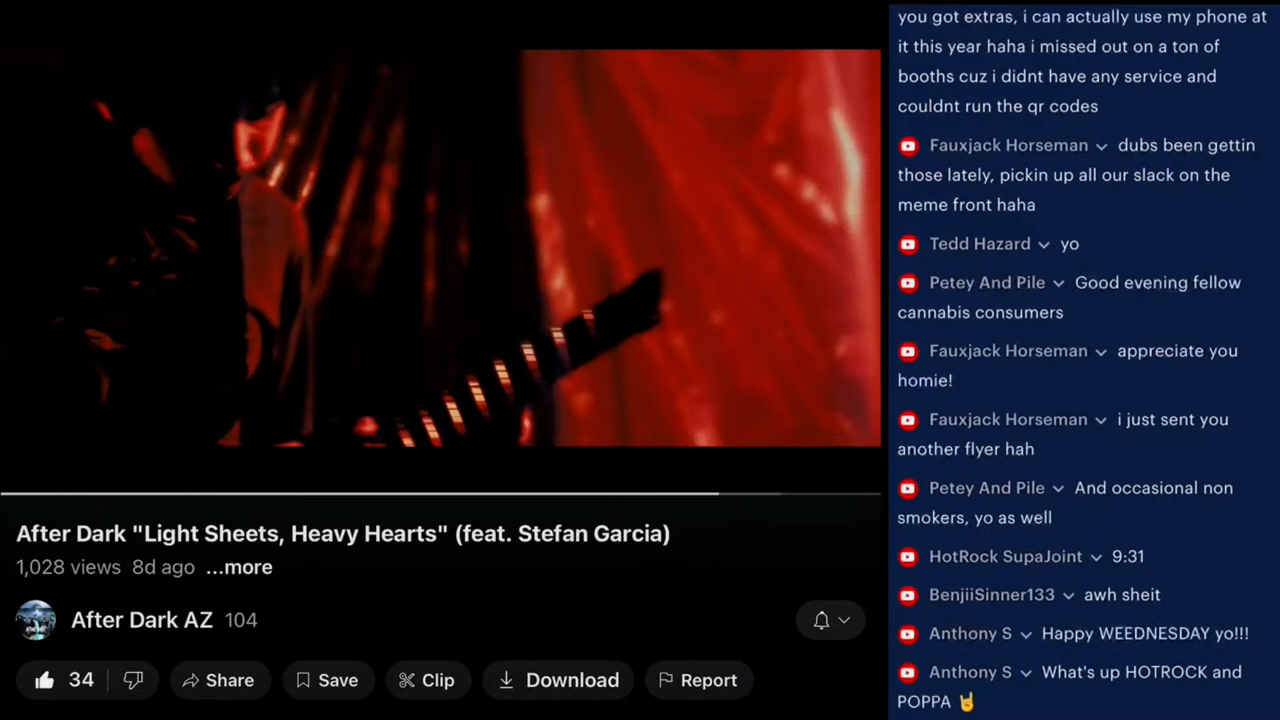 After Dark "Light Sheets, Heavy Hearts" (feat. Stefan Garcia)
1,028 views 8d ago ...more
After Dark AZ 104
34 Share Save Clip Download Report
you got extras, i can actually use my phone at
it this year haha i missed out on a ton of
booths cuz i didnt have any service and
couldnt run the qr codes
Fauxjack Horseman dubs been gettin
those lately, pickin up all our slack on the
meme front haha
Tedd Hazard yo
Petey And Pile Good evening fellow
cannabis consumers
Fauxjack Horseman appreciate you
homie!
Fauxjack Horseman i just sent you
another flyer hah
Petey And Pile And occasional non
smokers, yo as well
HotRock SupaJoint 9:31
BenjiiSinner133 awh sheit
Anthony S Happy WEEDNESDAY yo!!!
Anthony S What's up HOTROCK and
POPPA 🤘